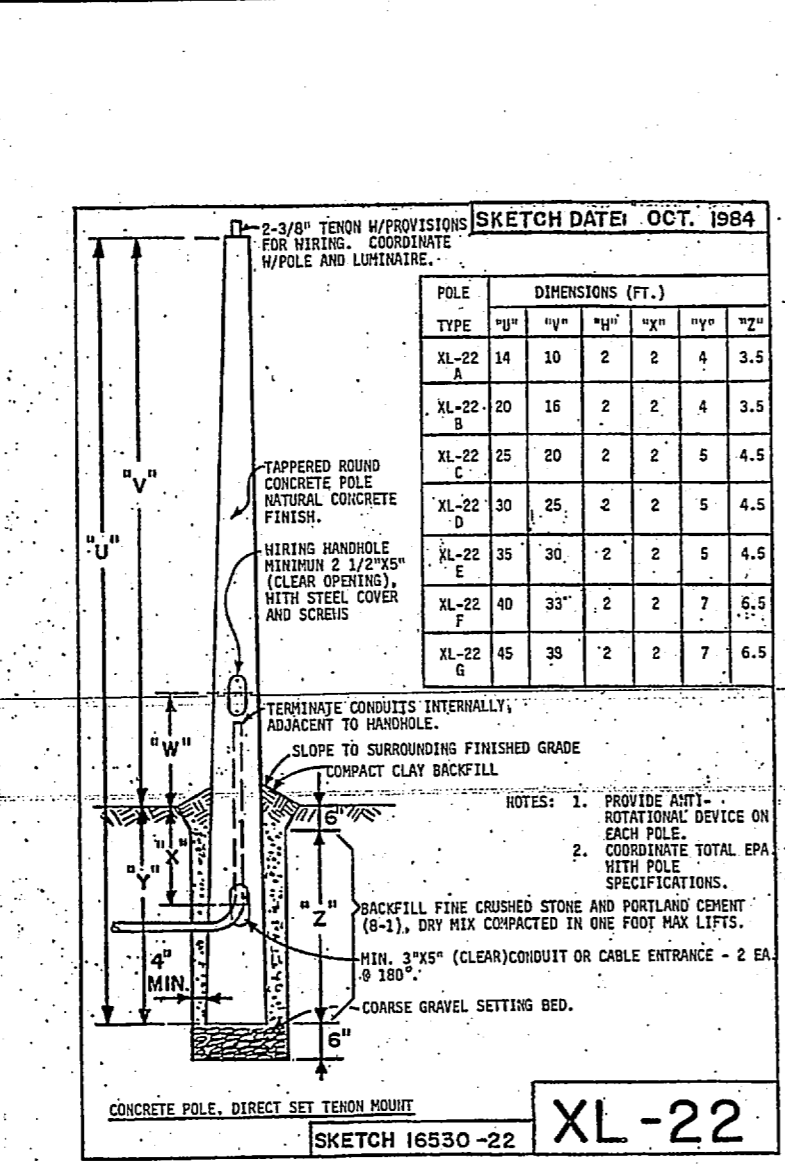 SKETCH DATE: OCT. 1984
2-3/8" TENON W/PROVISIONS
FOR WIRING. COORDINATE
W/POLE AND LUMINAIRE.
POLE TYPE DIMENSIONS (FT.)
"U" "V" "H" "X" "Y" "Z"
XL-22 A 14 10 2 2 4 3.5
XL-22 B 20 16 2 2 4 3.5
XL-22 C 25 20 2 2 5 4.5
XL-22 D 30 25 2 2 5 4.5
XL-22 E 35 30 2 2 5 4.5
XL-22 F 40 33 2 2 7 6.5
XL-22 G 45 39 2 2 7 6.5
"V"
"U"
TAPPERED ROUND
CONCRETE POLE
NATURAL CONCRETE
FINISH.
WIRING HANDHOLE
MINIMUN 2 1/2"X5"
(CLEAR OPENING),
WITH STEEL COVER
AND SCREWS
TERMINATE CONDUITS INTERNALLY,
ADJACENT TO HANDHOLE.
"W"
SLOPE TO SURROUNDING FINISHED GRADE
COMPACT CLAY BACKFILL
6"
NOTES: 1. PROVIDE ANTI-
ROTATIONAL DEVICE ON
EACH POLE.
2. COORDINATE TOTAL EPA
WITH POLE
SPECIFICATIONS.
"X"
"Y"
"Z"
BACKFILL FINE CRUSHED STONE AND PORTLAND CEMENT
(8-1), DRY MIX COMPACTED IN ONE FOOT MAX LIFTS.
4"
MIN.
MIN. 3"X5" (CLEAR)CONDUIT OR CABLE ENTRANCE - 2 EA.
@ 180°.
COARSE GRAVEL SETTING BED.
6"
CONCRETE POLE, DIRECT SET TENON MOUNT
SKETCH 16530-22
XL-22